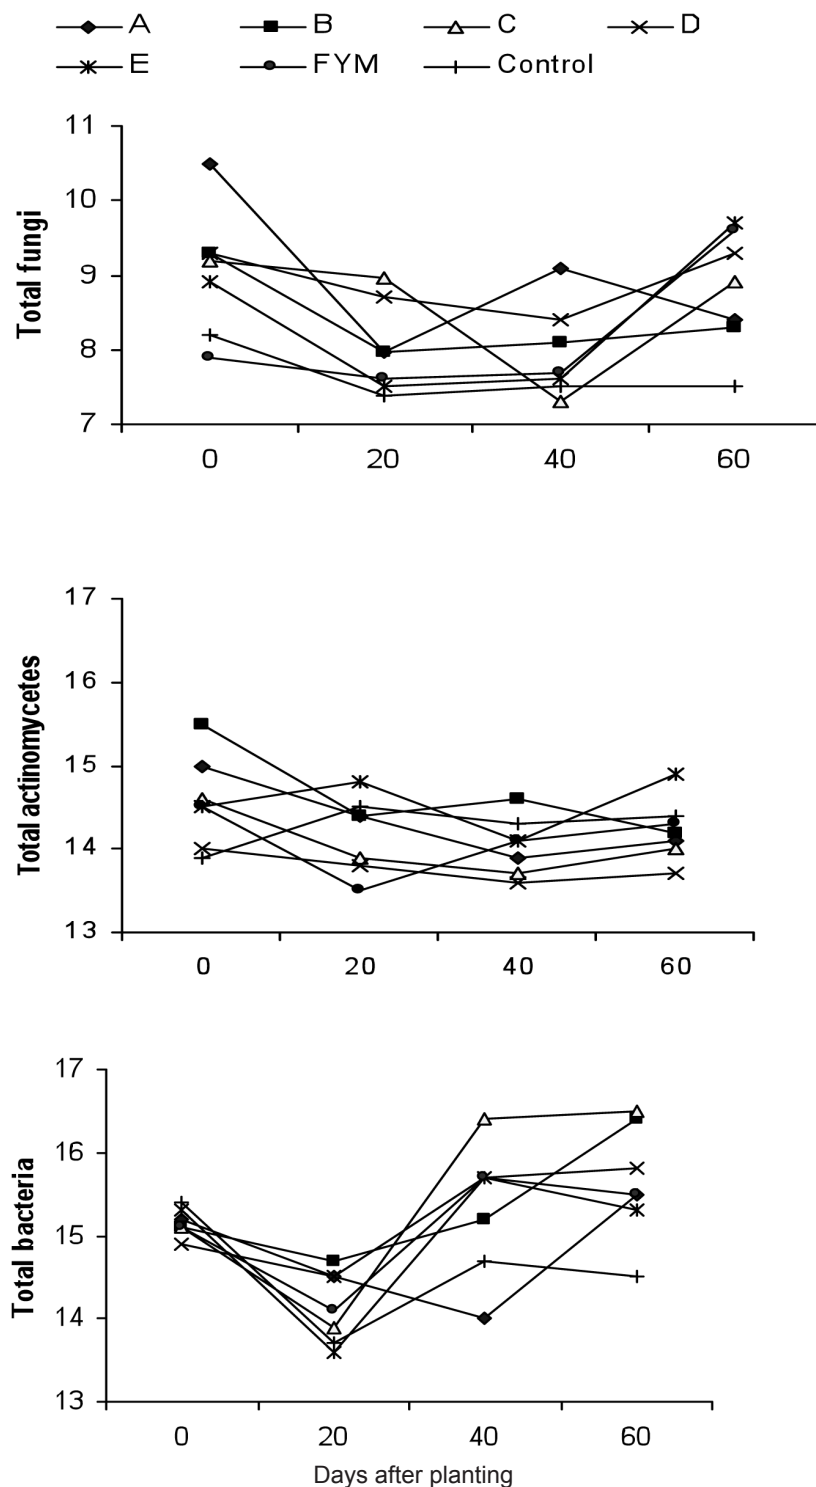 A B C D
E FYM Control
11
10
9
8
7
Total fungi
0 20 40 60
17
16
15
14
13
Total actinomycetes
0 20 40 60
17
16
15
14
13
Total bacteria
0 20 40 60
Days after planting